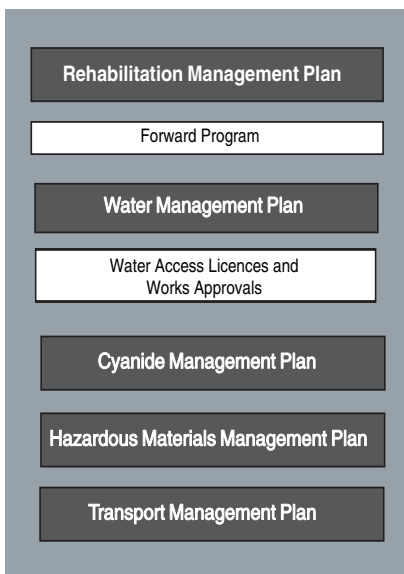 Rehabilitation Management Plan
Forward Program
Water Management Plan
Water Access Licences and
Works Approvals
Cyanide Management Plan
Hazardous Materials Management Plan
Transport Management Plan